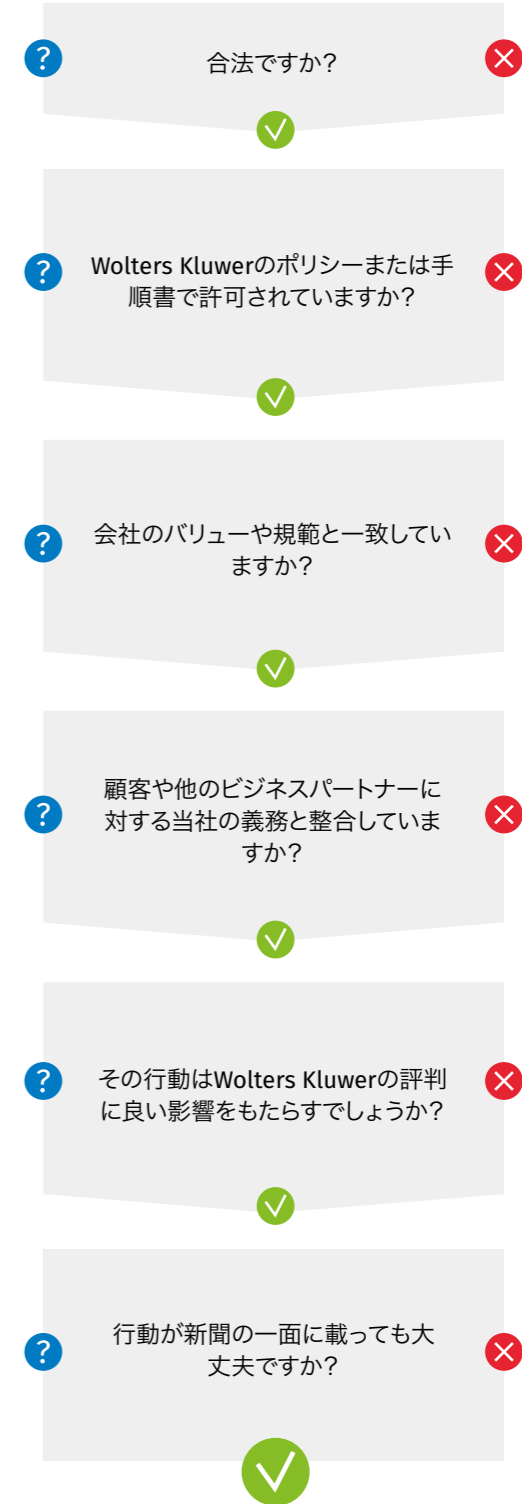 合法ですか?
Wolters Kluwerのポリシーまたは手
順書で許可されていますか?
会社のバリューや規範と一致してい
ますか?
顧客や他のビジネスパートナーに
対する当社の義務と整合していま
すか?
その行動はWolters Kluwerの評判
に良い影響をもたらすでしょうか?
行動が新聞の一面に載っても大
丈夫ですか?